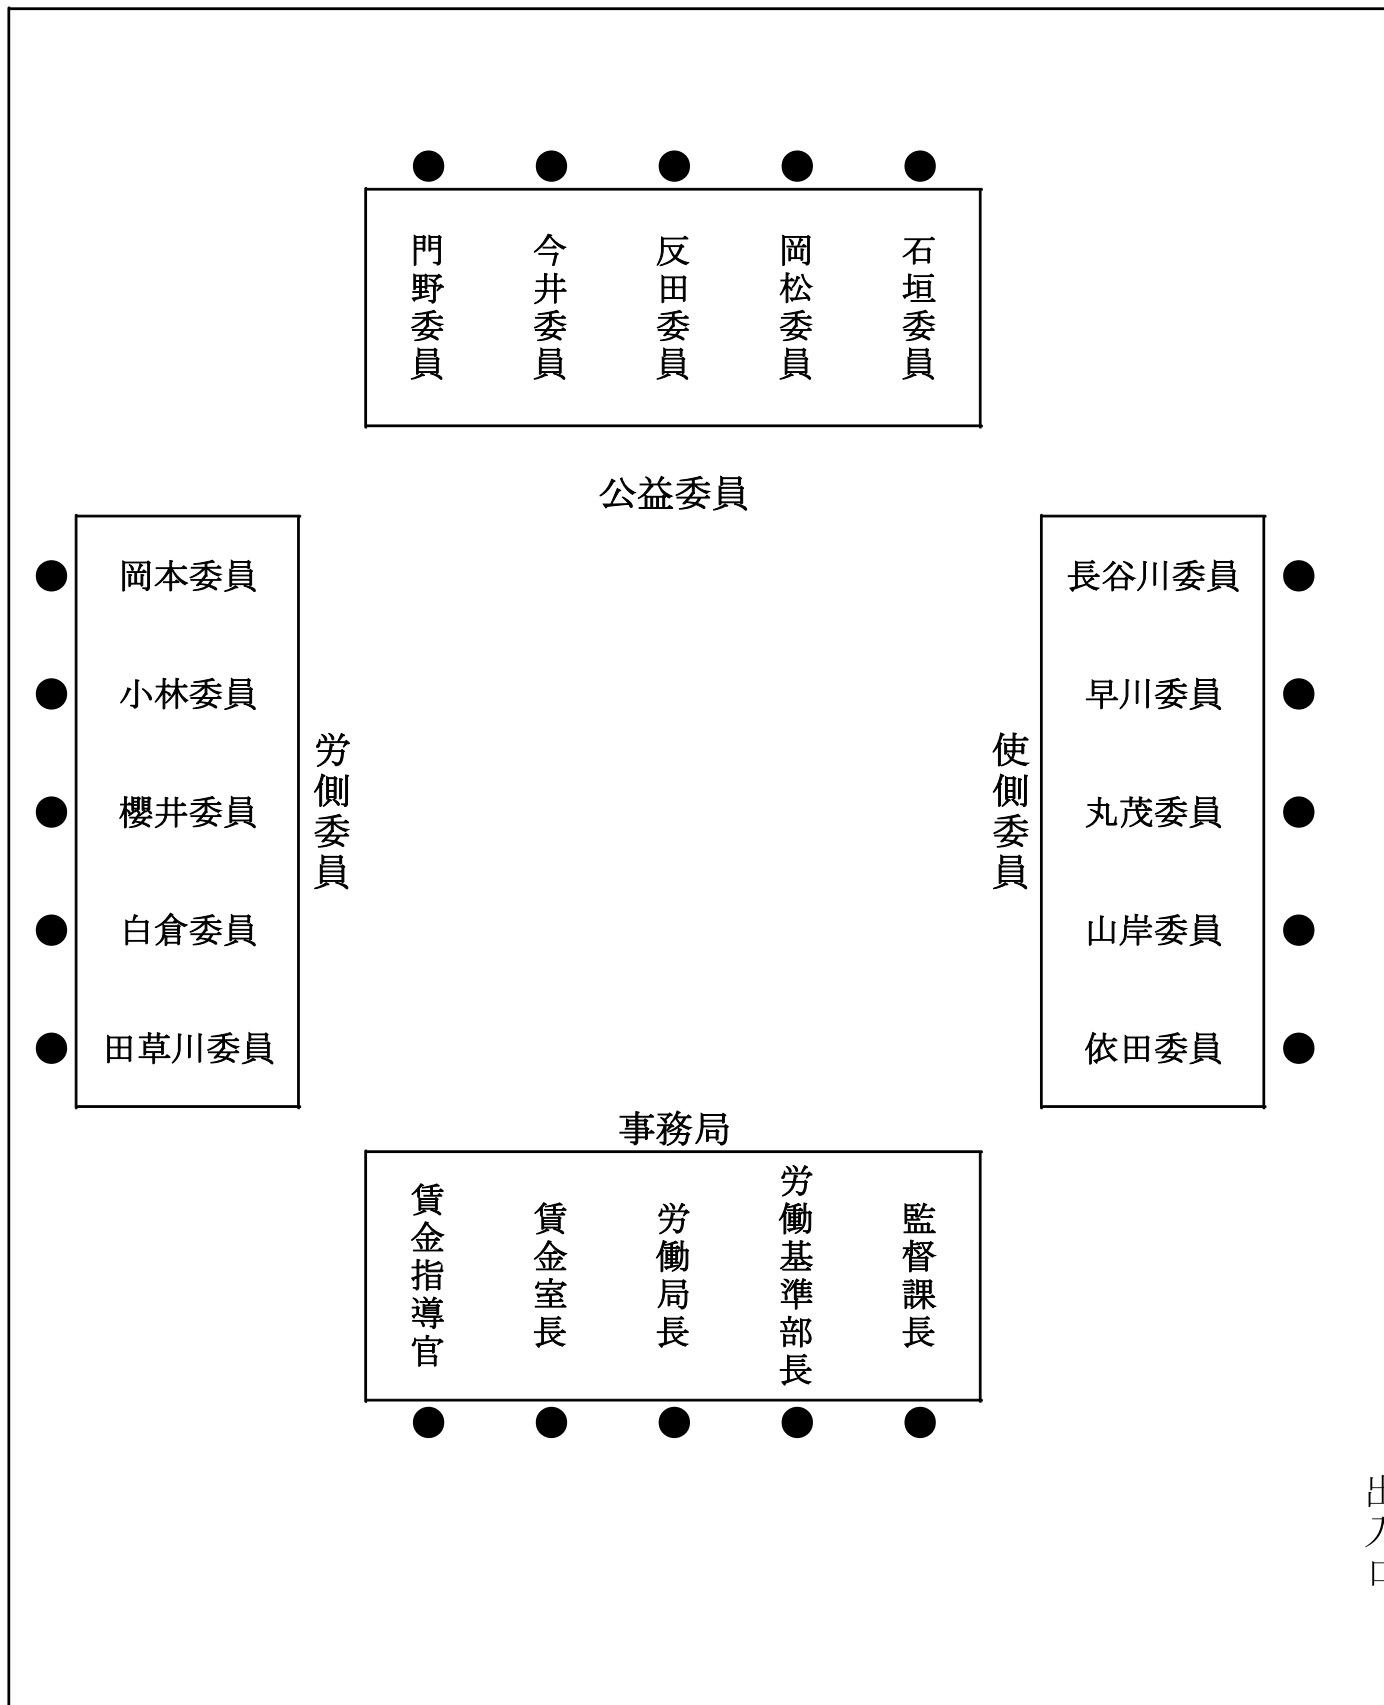 門野委員
今井委員
反田委員
岡松委員
石垣委員
公益委員
岡本委員
小林委員
櫻井委員
白倉委員
田草川委員
労側委員
使側委員
長谷川委員
早川委員
丸茂委員
山岸委員
依田委員
事務局
賃金指導官
賃金室長
労働局長
労働基準部長
監督課長
出入口